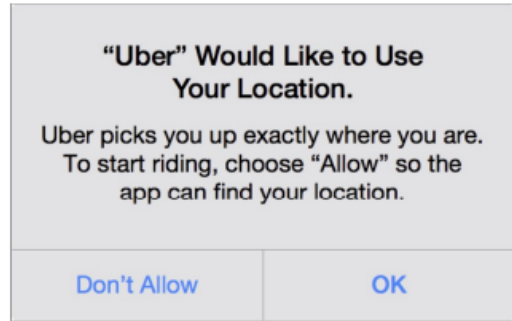 “Uber” Would Like to Use
Your Location.
Uber picks you up exactly where you are.
To start riding, choose “Allow” so the
app can find your location.
Don't Allow
OK